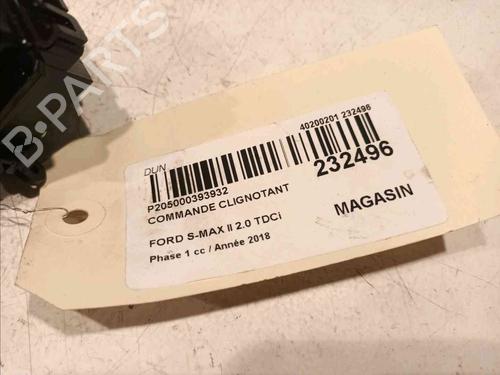 B-PARTS
DUN
40200201 232496
P205000393932
232496
COMMANDE CLIGNOTANT
FORD S-MAX II 2.0 TDCi
MAGASIN
Phase 1 cc / Année 2018